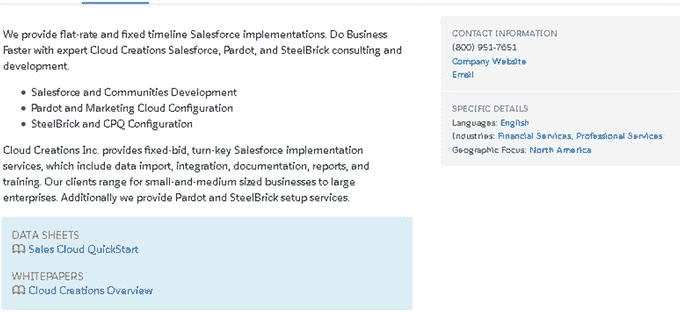 We provide flat-rate and fixed timeline Salesforce implementations. Do Business
Faster with expert Cloud Creations Salesforce, Pardot, and SteelBrick consulting and
development.
• Salesforce and Communities Development
• Pardot and Marketing Cloud Configuration
• SteelBrick and CPQ Configuration
Cloud Creations Inc. provides fixed-bid, turn-key Salesforce implementation
services, which include data import, integration, documentation, reports, and
training. Our clients range for small-and-medium sized businesses to large
enterprises. Additionally we provide Pardot and SteelBrick setup services.
DATA SHEETS
Sales Cloud QuickStart
WHITEPAPERS
Cloud Creations Overview
CONTACT INFORMATION
(800) 951-7651
Company Website
Email
SPECIFIC DETAILS
Languages: English
Industries: Financial Services, Professional Services
Geographic Focus: North America